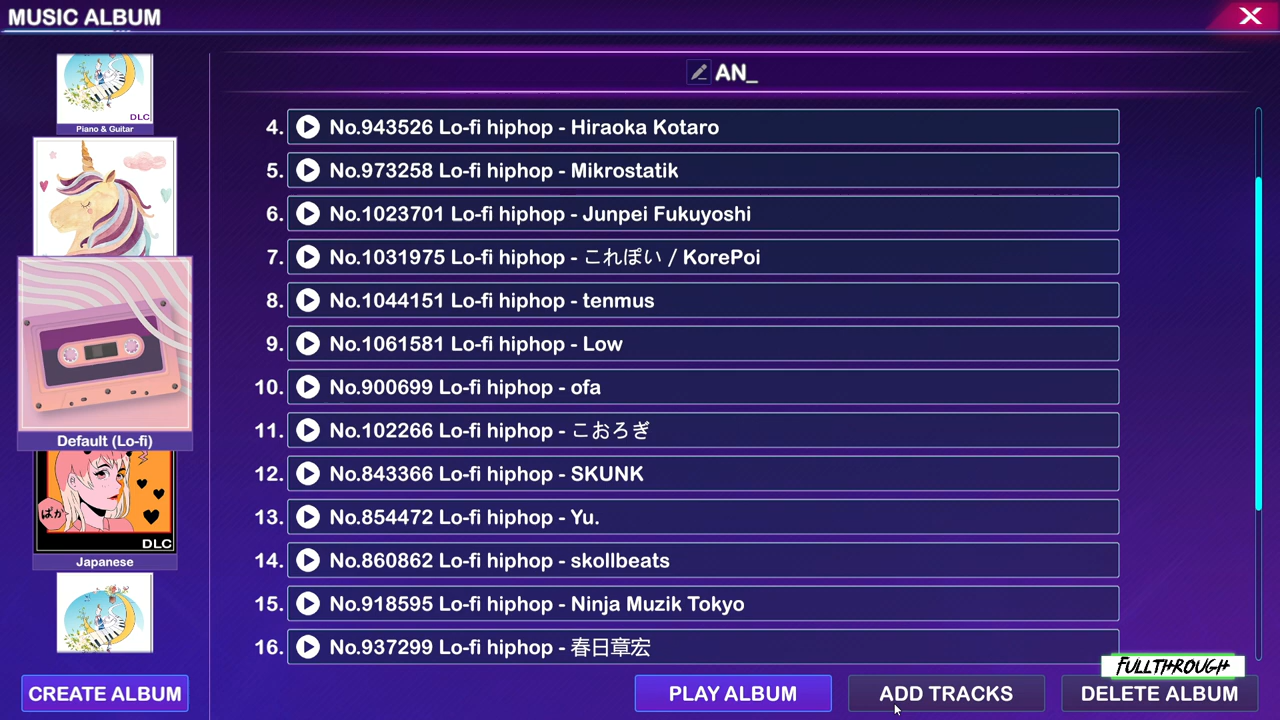 MUSIC ALBUM
DLC
Piano & Guitar
Default (Lo-fi)
ぱか
DLC
Japanese
CREATE ALBUM
AN_
4. No.943526 Lo-fi hiphop - Hiraoka Kotaro
5. No.973258 Lo-fi hiphop - Mikrostatik
6. No.1023701 Lo-fi hiphop - Junpei Fukuyoshi
7. No.1031975 Lo-fi hiphop - これぽい / KorePoi
8. No.1044151 Lo-fi hiphop - tenmus
9. No.1061581 Lo-fi hiphop - Low
10. No.900699 Lo-fi hiphop - ofa
11. No.102266 Lo-fi hiphop - こおろぎ
12. No.843366 Lo-fi hiphop - SKUNK
13. No.854472 Lo-fi hiphop - Yu.
14. No.860862 Lo-fi hiphop - skollbeats
15. No.918595 Lo-fi hiphop - Ninja Muzik Tokyo
16. No.937299 Lo-fi hiphop - 春日章宏
FULLTHROUGH
PLAY ALBUM
ADD TRACKS
DELETE ALBUM